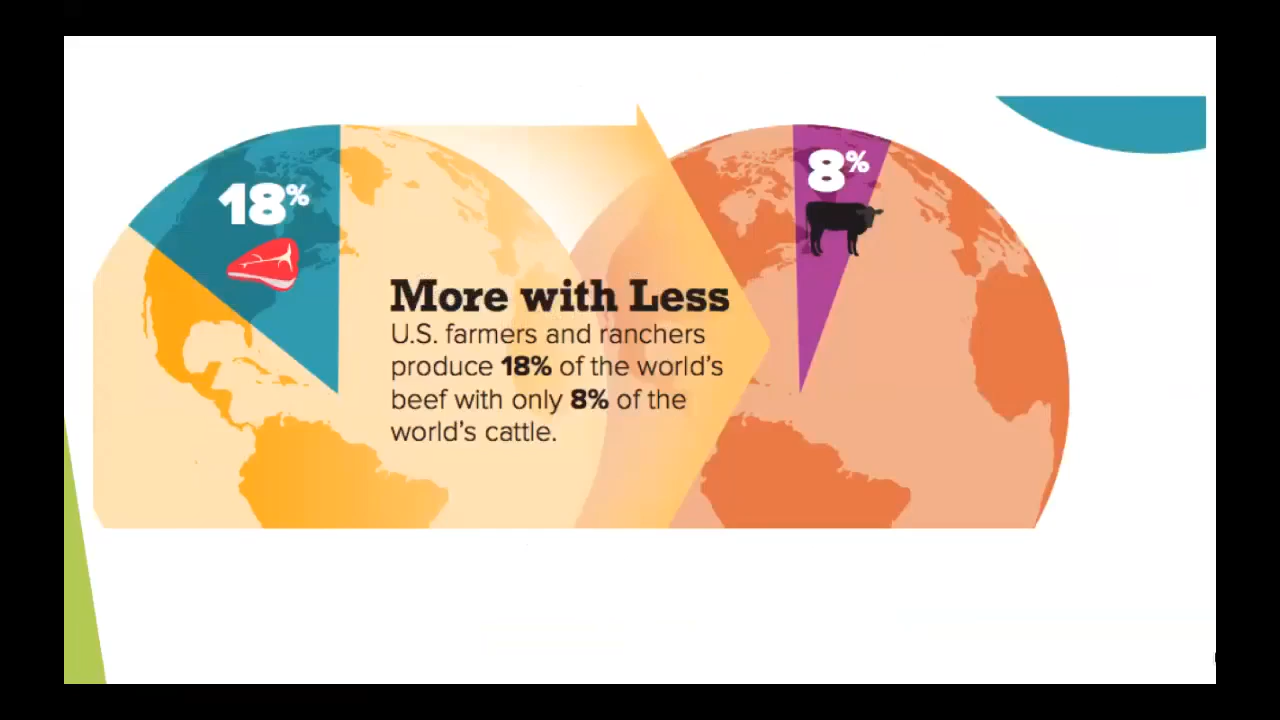 18%
8%
More with Less
U.S. farmers and ranchers
produce 18% of the world's
beef with only 8% of the
world's cattle.